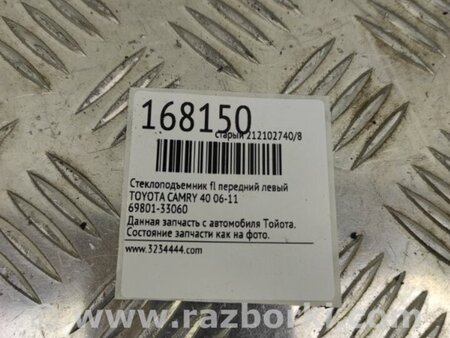 168150
старый 212102740/8
Стеклоподъемник fl передний левый
TOYOTA CAMRY 40 06-11
69801-33060
Данная запчасть с автомобиля Тойота.
Состояние запчасти как на фото.
www.3234444.com
www.razborka.com